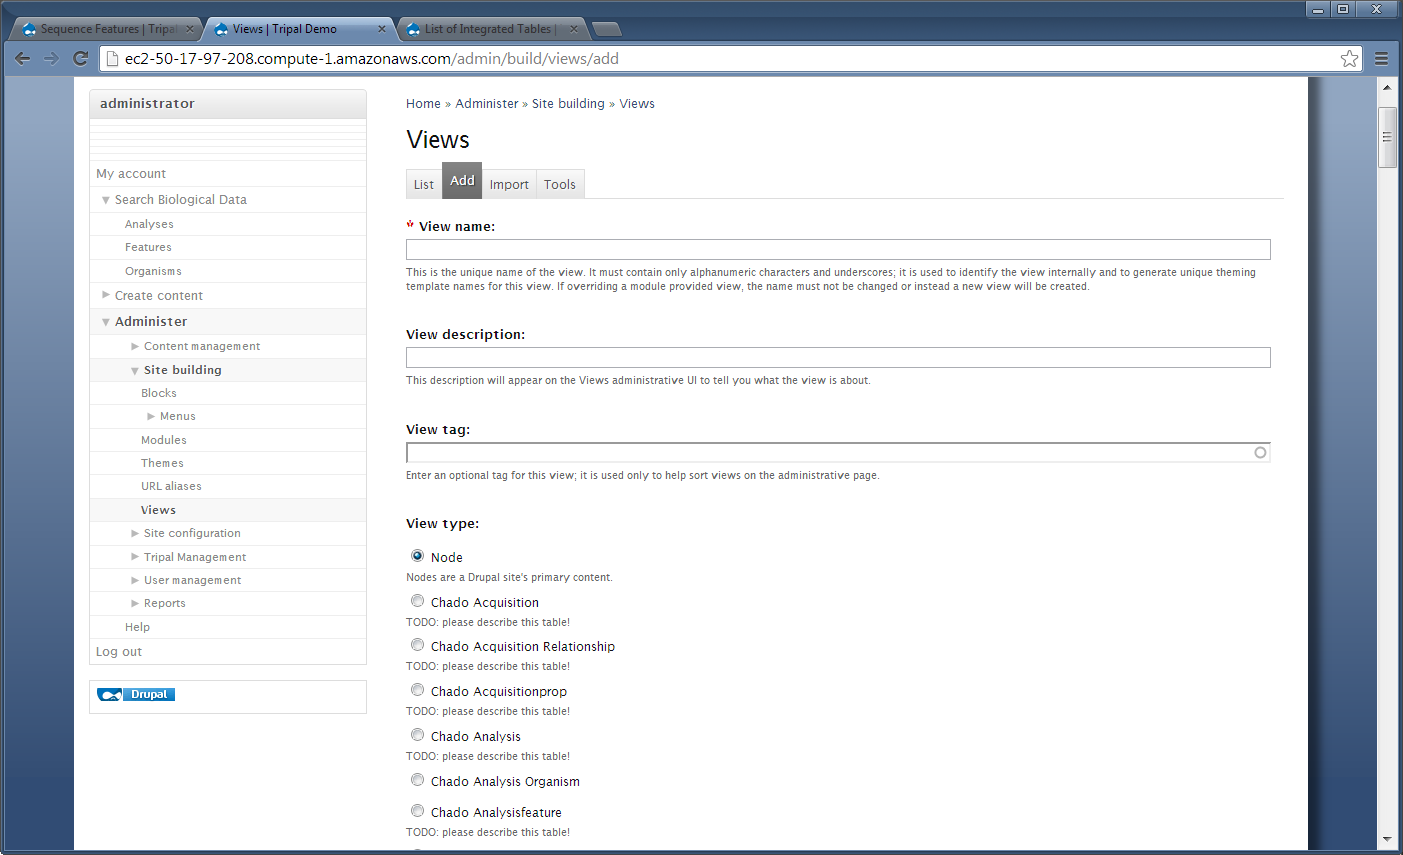 Sequence Features | Tripal
Views | Tripal Demo
List of Integrated Tables |
ec2-50-17-97-208.compute-1.amazonaws.com/admin/build/views/add
administrator
My account
Search Biological Data
Analyses
Features
Organisms
Create content
Administer
Content management
Site building
Blocks
Menus
Modules
Themes
URL aliases
Views
Site configuration
Tripal Management
User management
Reports
Help
Log out
Drupal
Home » Administer » Site building » Views
Views
List Add Import Tools
* View name:
This is the unique name of the view. It must contain only alphanumeric characters and underscores; it is used to identify the view internally and to generate unique theming
template names for this view. If overriding a module provided view, the name must not be changed or instead a new view will be created.
View description:
This description will appear on the Views administrative UI to tell you what the view is about.
View tag:
Enter an optional tag for this view; it is used only to help sort views on the administrative page.
View type:
Node
Nodes are a Drupal site's primary content.
Chado Acquisition
TODO: please describe this table!
Chado Acquisition Relationship
TODO: please describe this table!
Chado Acquisitionprop
TODO: please describe this table!
Chado Analysis
TODO: please describe this table!
Chado Analysis Organism
Chado Analysisfeature
TODO: please describe this table!